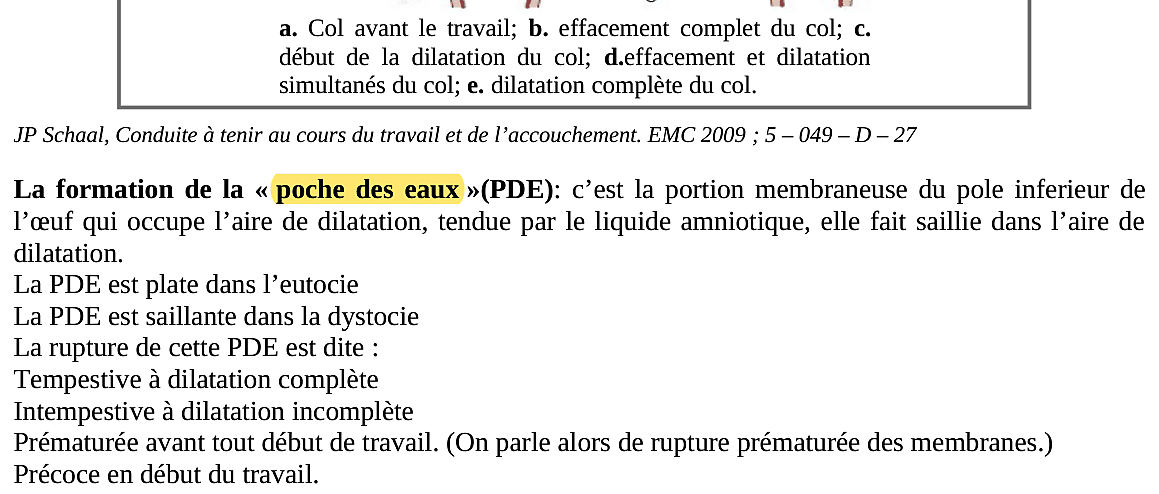 a. Col avant le travail; b. effacement complet du col; c.
début de la dilatation du col; d.effacement et dilatation
simultanés du col; e. dilatation complète du col.
JP Schaal, Conduite à tenir au cours du travail et de l’accouchement. EMC 2009 ; 5 – 049 – D – 27
La formation de la « poche des eaux »(PDE): c’est la portion membraneuse du pole inferieur de
l’œuf qui occupe l’aire de dilatation, tendue par le liquide amniotique, elle fait saillie dans l’aire de
dilatation.
La PDE est plate dans l’eutocie
La PDE est saillante dans la dystocie
La rupture de cette PDE est dite :
Tempestive à dilatation complète
Intempestive à dilatation incomplète
Prématurée avant tout début de travail. (On parle alors de rupture prématurée des membranes.)
Précoce en début du travail.